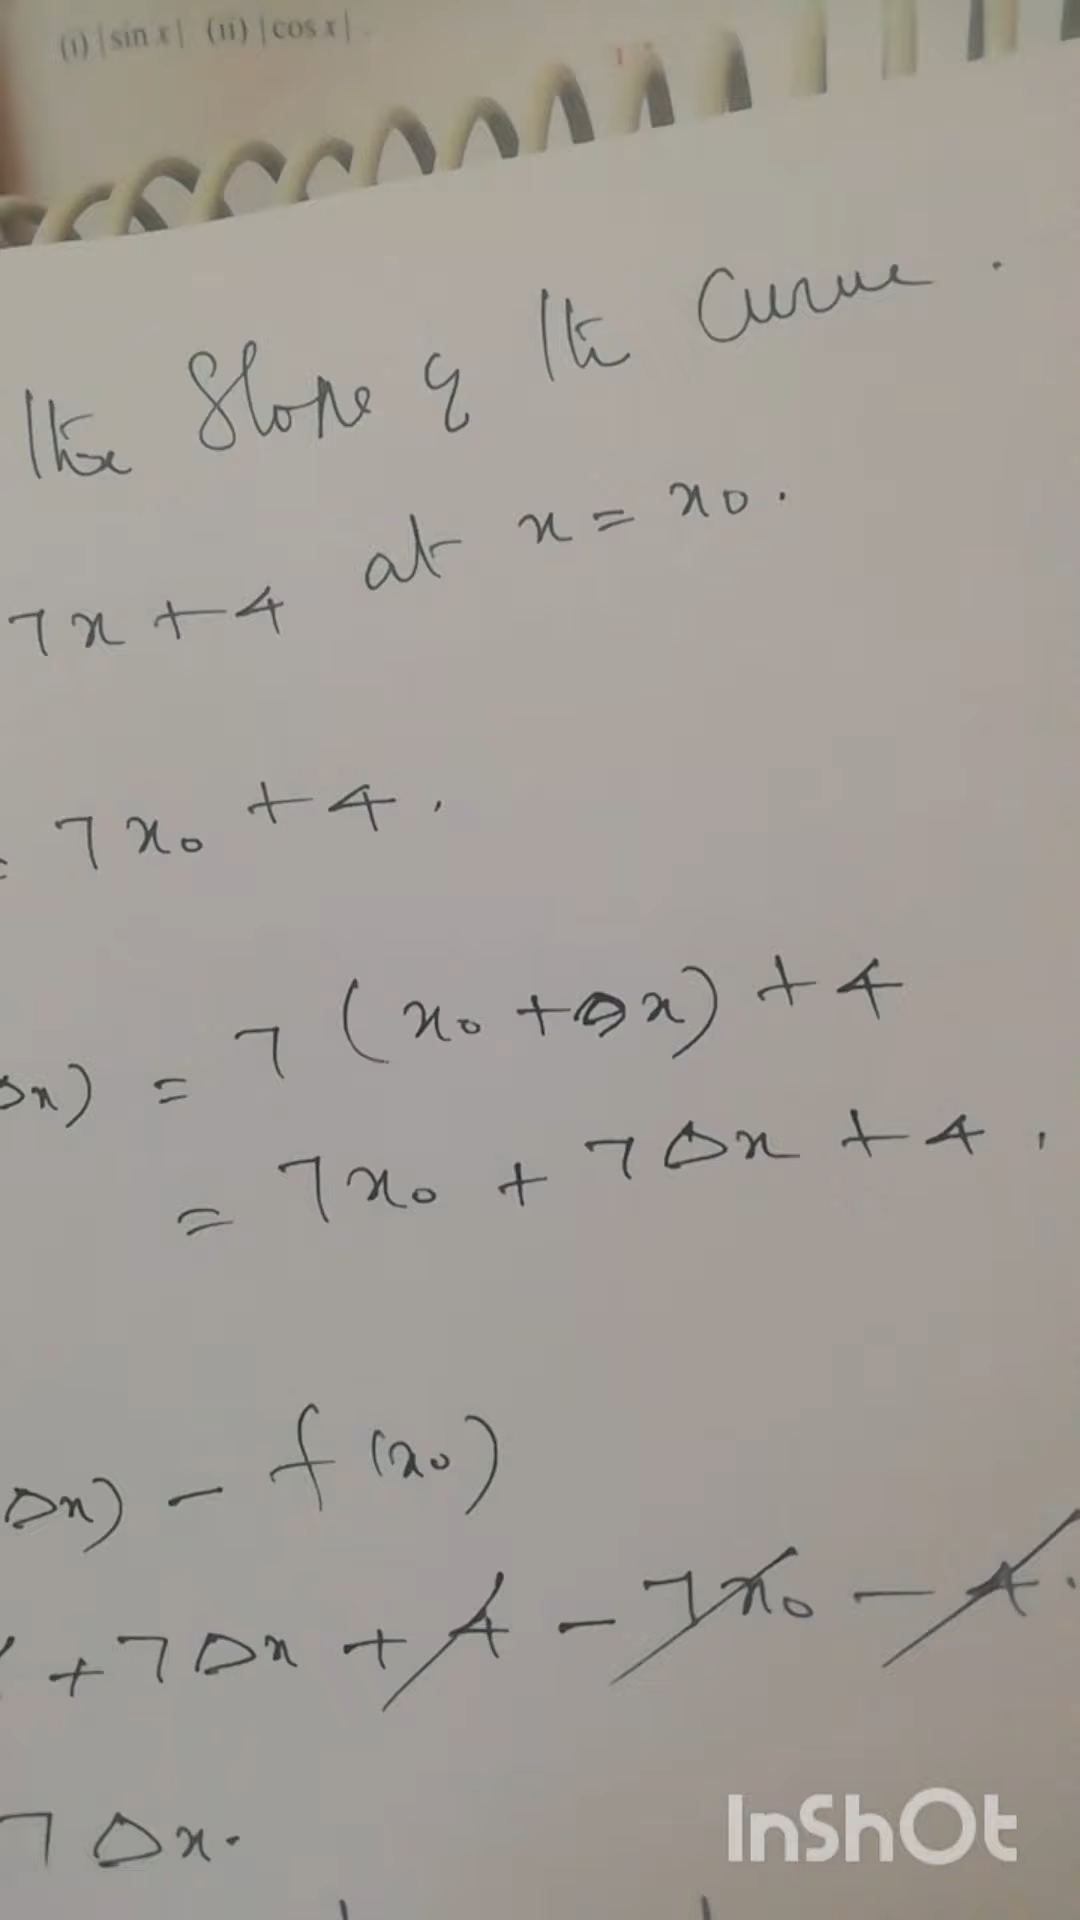 (i) |sin x| (ii) |cos x|.
the Slope of the Curve.
7x + 4 at x = x₀.
= 7x₀ + 4.
Δx) = 7 (x₀ + Δx) + 4
= 7x₀ + 7Δx + 4.
Δx) - f(x₀)
+ 7Δx + 4 - 7x₀ - 4.
7Δx.
InShOt